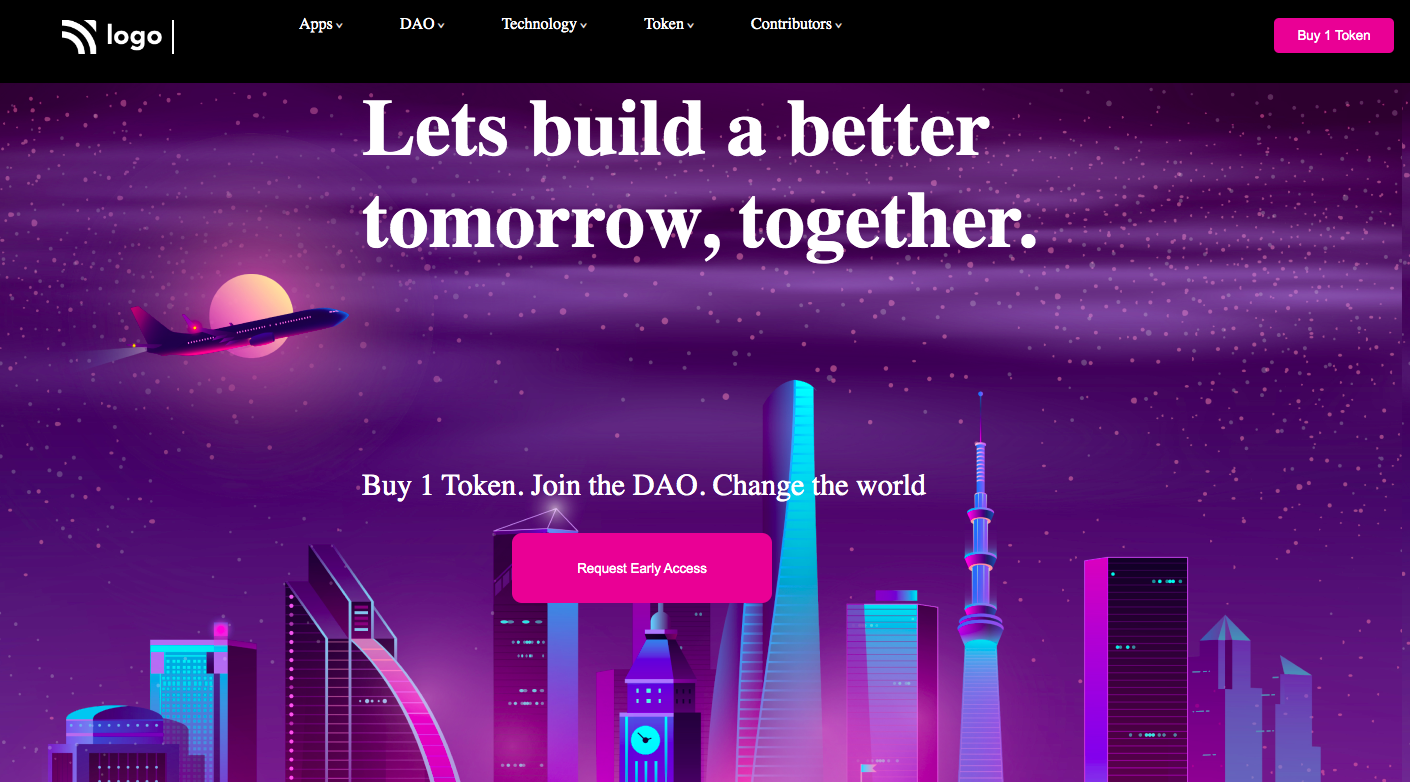 logo
Apps
DAO
Technology
Token
Contributors
Buy 1 Token
Lets build a better
tomorrow, together.
Buy 1 Token. Join the DAO. Change the world
Request Early Access